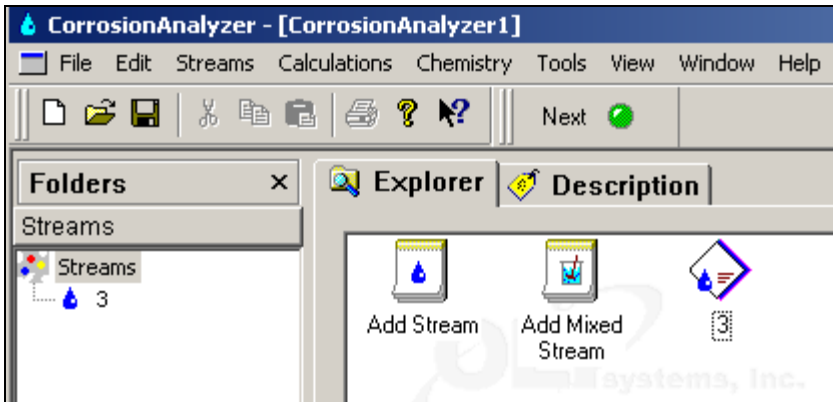 CorrosionAnalyzer - [CorrosionAnalyzer1]
File Edit Streams Calculations Chemistry Tools View Window Help
Next
Folders
Explorer Description
Streams
Streams
3
Add Stream
Add Mixed Stream
3
OLI
systems, Inc.